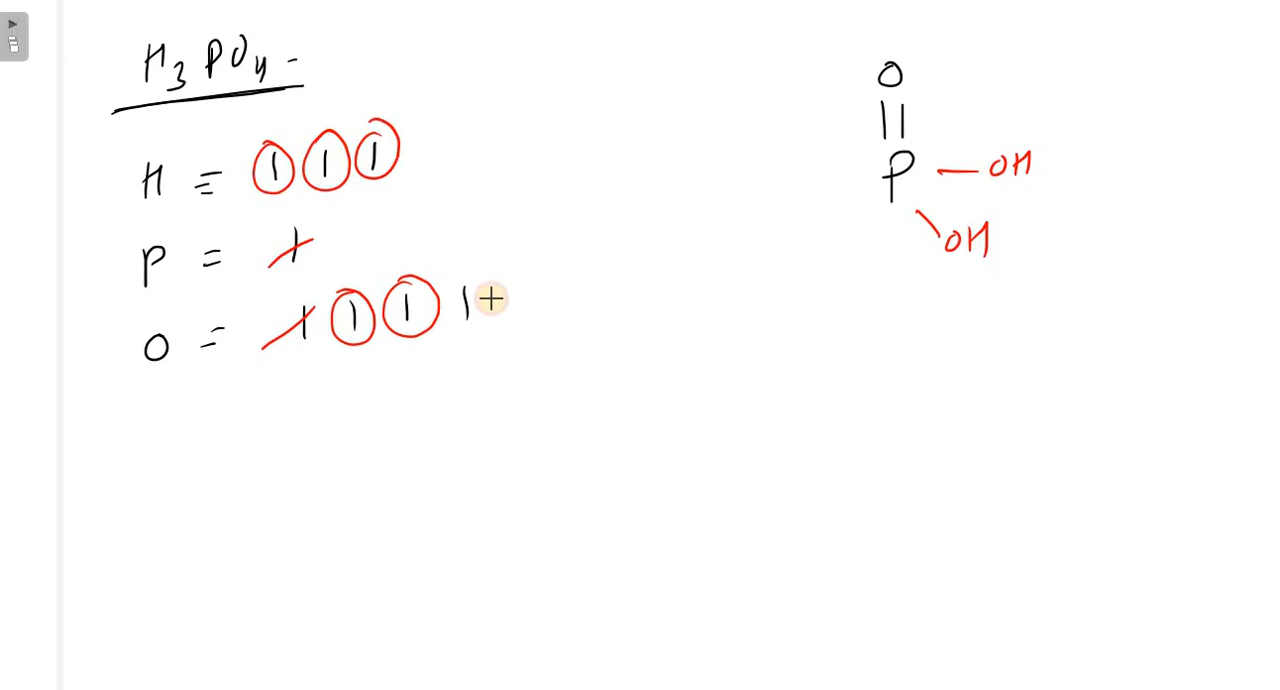 H3PO4 -
H = 1 1 1
P = 1
O = 1 1 1 1
O
||
P — OH
\ OH